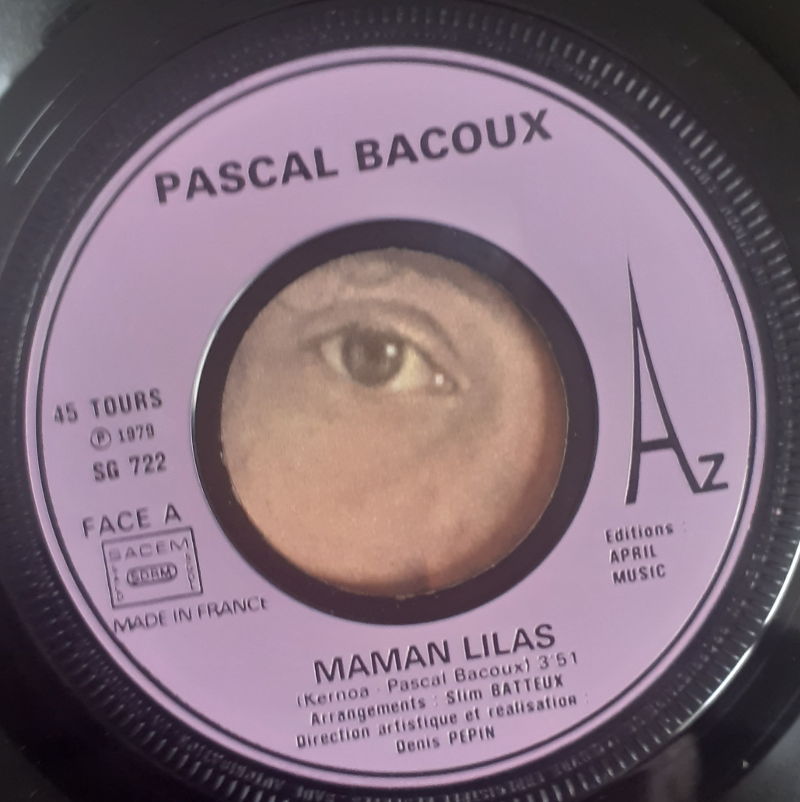 PASCAL BACOUX
Az
45 TOURS
Ⓟ 1979
SG 722
FACE A
SACEM
SDRM
MADE IN FRANCE
Editions :
APRIL
MUSIC
MAMAN LILAS
(Kernoa - Pascal Bacoux) 3'51
Arrangements : Slim BATTEUX
Direction artistique et réalisation :
Denis PEPIN